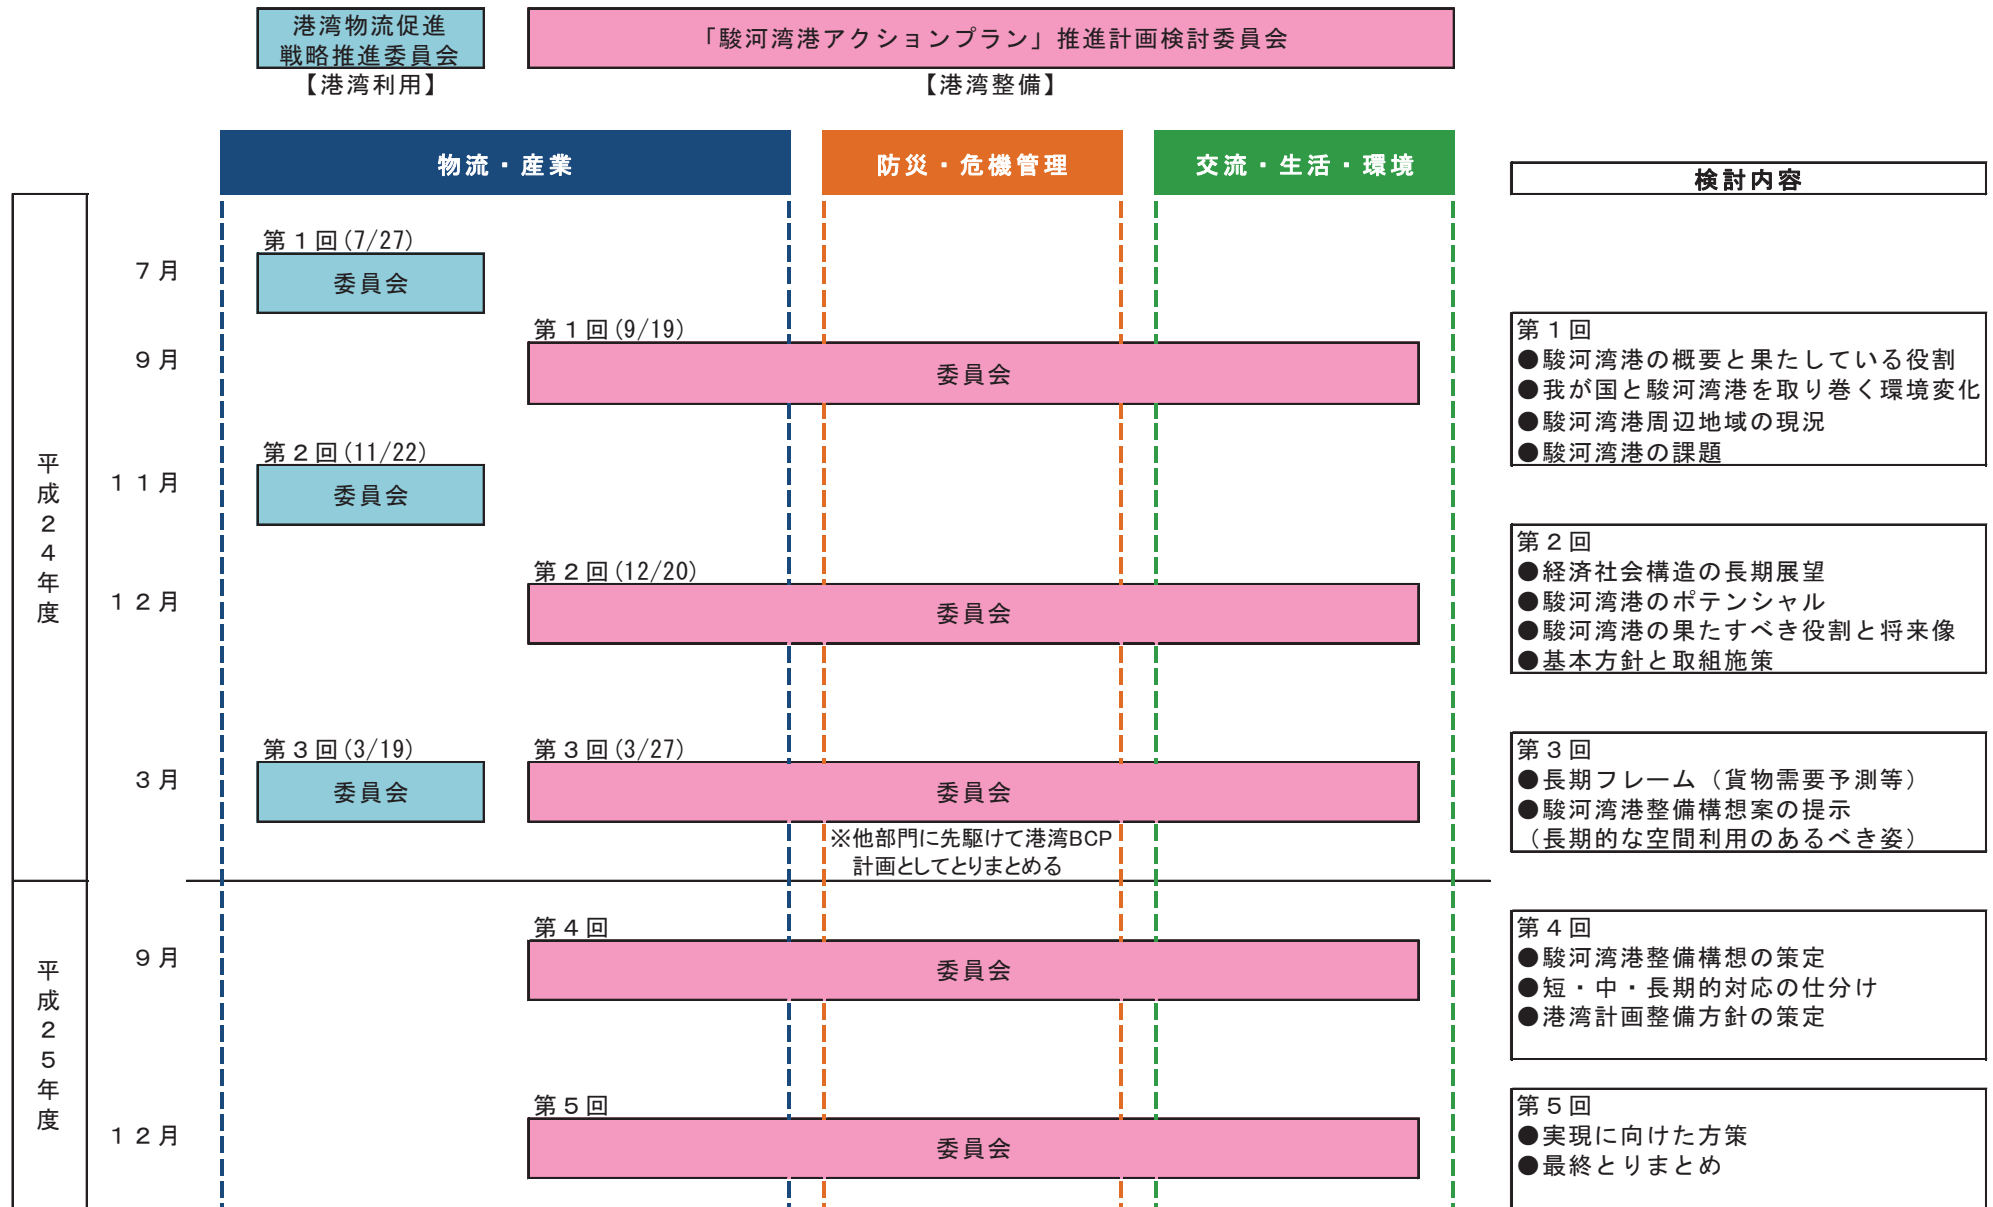 港湾物流促進
戦略推進委員会
【港湾利用】
「駿河湾港アクションプラン」推進計画検討委員会
【港湾整備】
物流・産業
防災・危機管理
交流・生活・環境
検討内容
平成２４年度
７月
第１回(7/27)
委員会
９月
第１回(9/19)
委員会
第１回
●駿河湾港の概要と果たしている役割
●我が国と駿河湾港を取り巻く環境変化
●駿河湾港周辺地域の現況
●駿河湾港の課題
１１月
第２回(11/22)
委員会
１２月
第２回(12/20)
委員会
第２回
●経済社会構造の長期展望
●駿河湾港のポテンシャル
●駿河湾港の果たすべき役割と将来像
●基本方針と取組施策
３月
第３回(3/19)
委員会
第３回(3/27)
委員会
※他部門に先駆けて港湾BCP
計画としてとりまとめる
第３回
●長期フレーム（貨物需要予測等）
●駿河湾港整備構想案の提示
（長期的な空間利用のあるべき姿）
平成２５年度
９月
第４回
委員会
第４回
●駿河湾港整備構想の策定
●短・中・長期的対応の仕分け
●港湾計画整備方針の策定
１２月
第５回
委員会
第５回
●実現に向けた方策
●最終とりまとめ